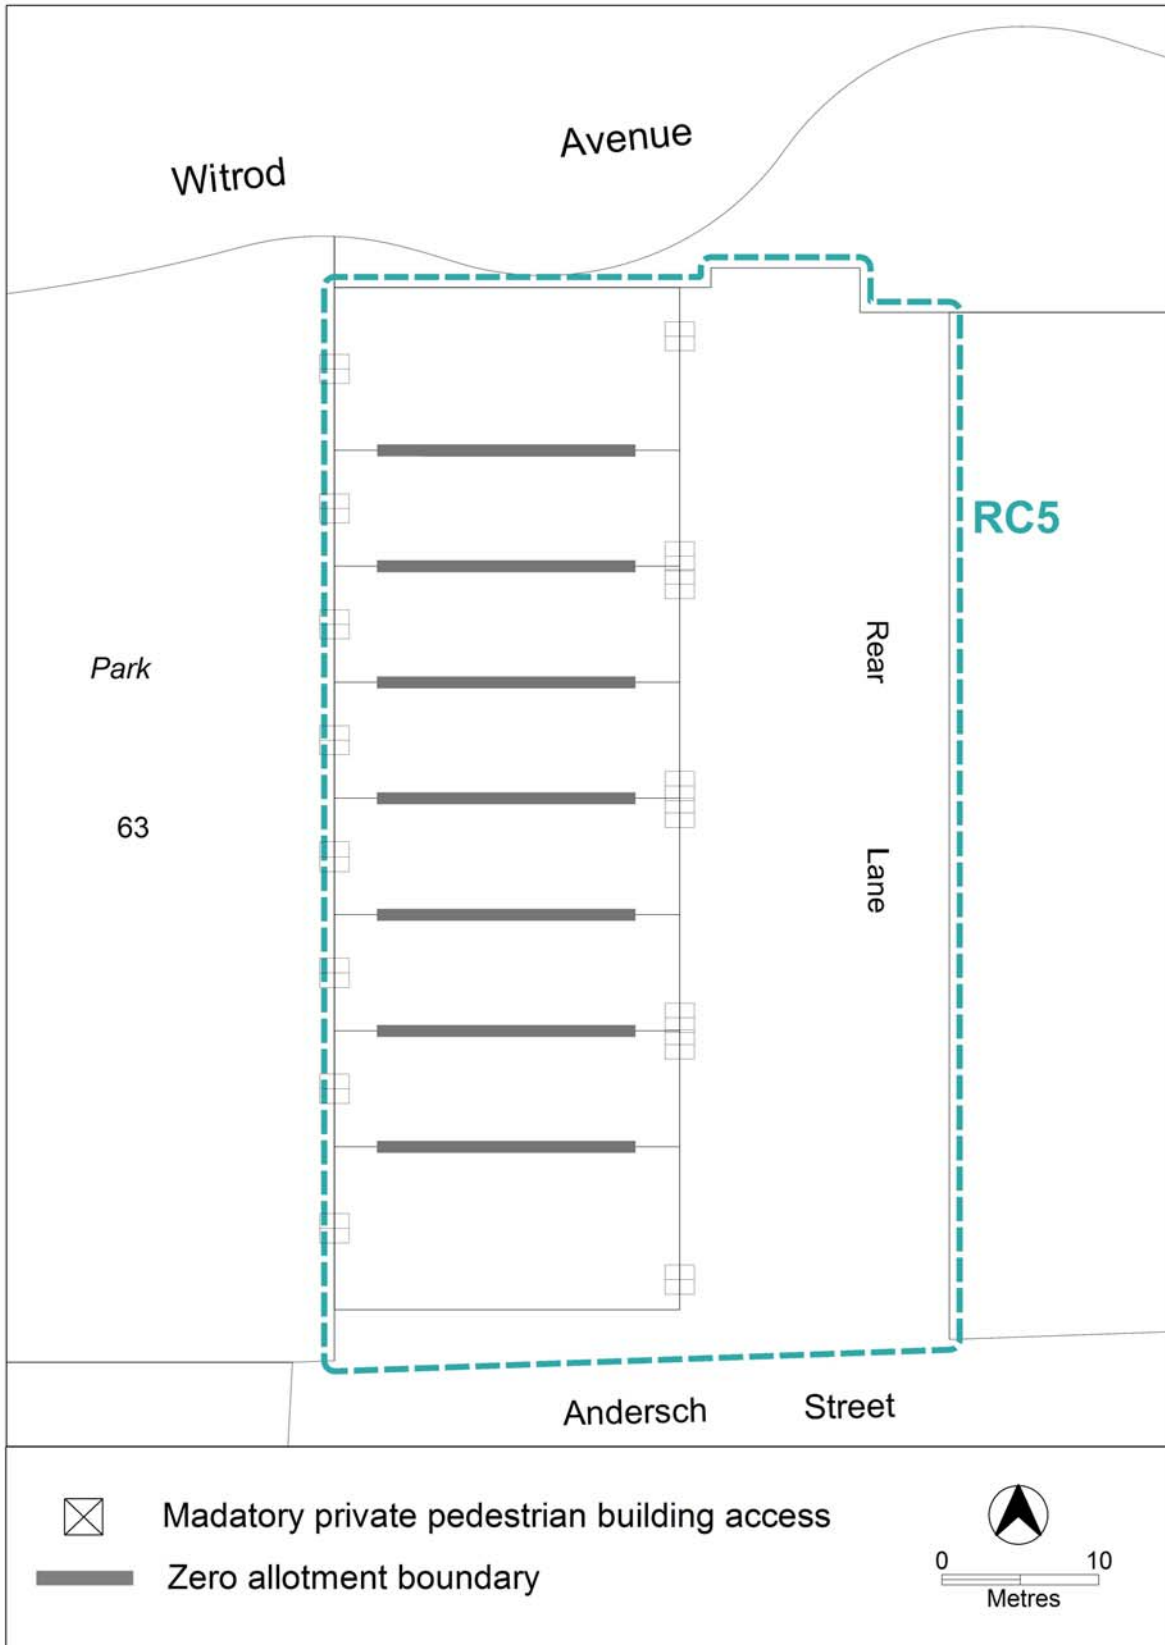 Witrod Avenue
RC5
Rear Lane
Park
63
Andersch Street
Madatory private pedestrian building access
Zero allotment boundary
0 10
Metres